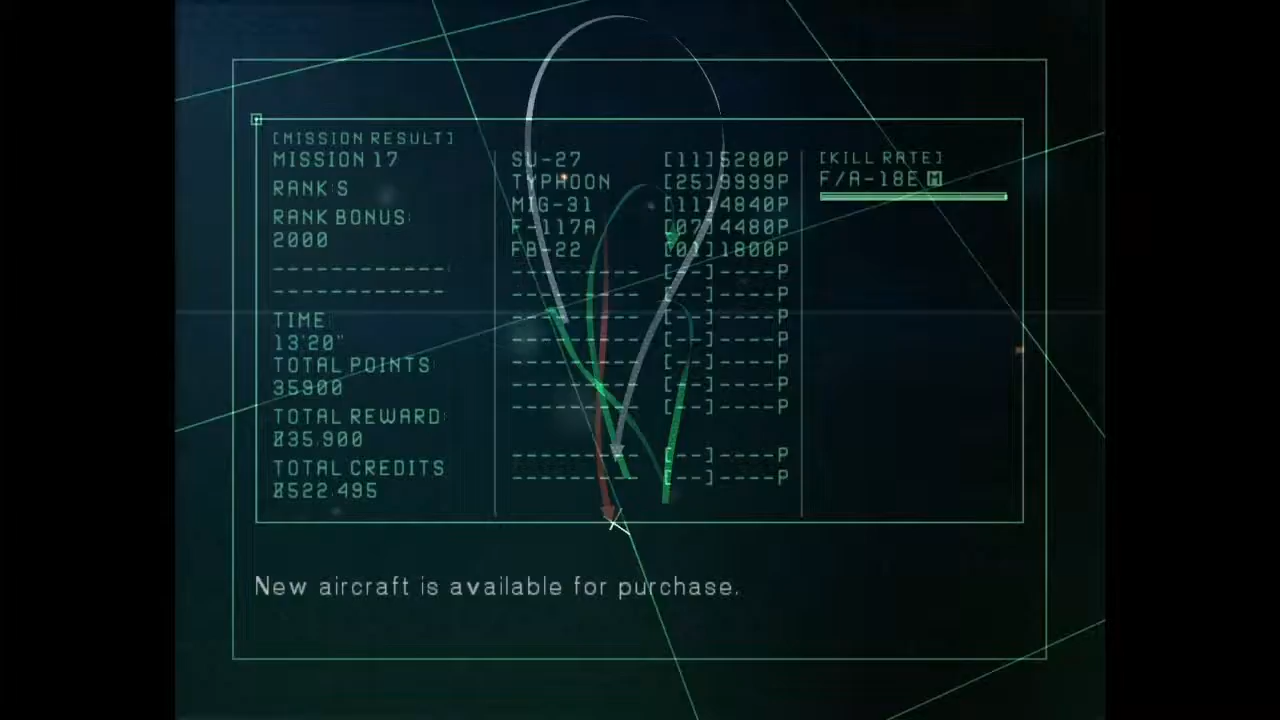 [MISSION RESULT]
MISSION 17
RANK: S
RANK BONUS:
2000
TIME:
13'20"
TOTAL POINTS:
35900
TOTAL REWARD:
35,900
TOTAL CREDITS
522,495
SU-27 [11] 5280P
TYPHOON [25] 9999P
MIG-31 [11] 4840P
F-117A [07] 4480P
FB-22 [01] 1800P
------------ [--] ----P
------------ [--] ----P
------------ [--] ----P
------------ [--] ----P
------------ [--] ----P
------------ [--] ----P
------------ [--] ----P
------------ [--] ----P
------------ [--] ----P
[KILL RATE]
F/A-18E M
New aircraft is available for purchase.